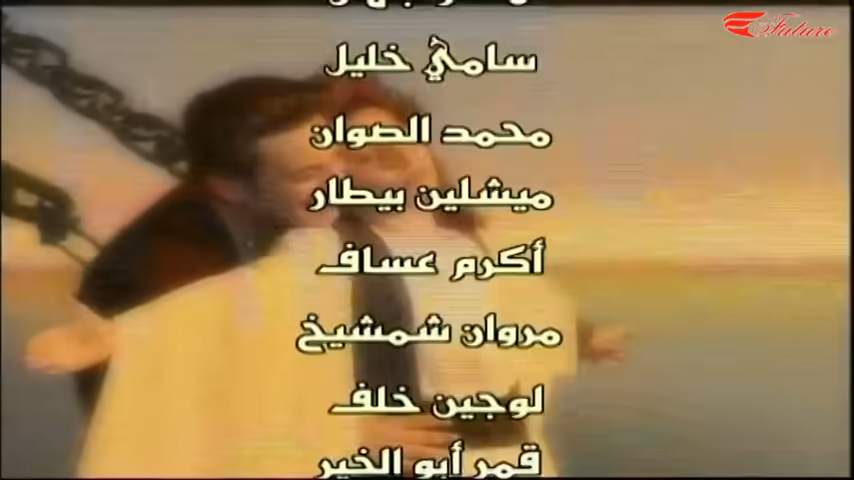 Future
سامي خليل
محمد الصوان
ميشلين بيطار
أكرم عساف
مروان شمشيخ
لوجين خلف
قمر أبو الخير